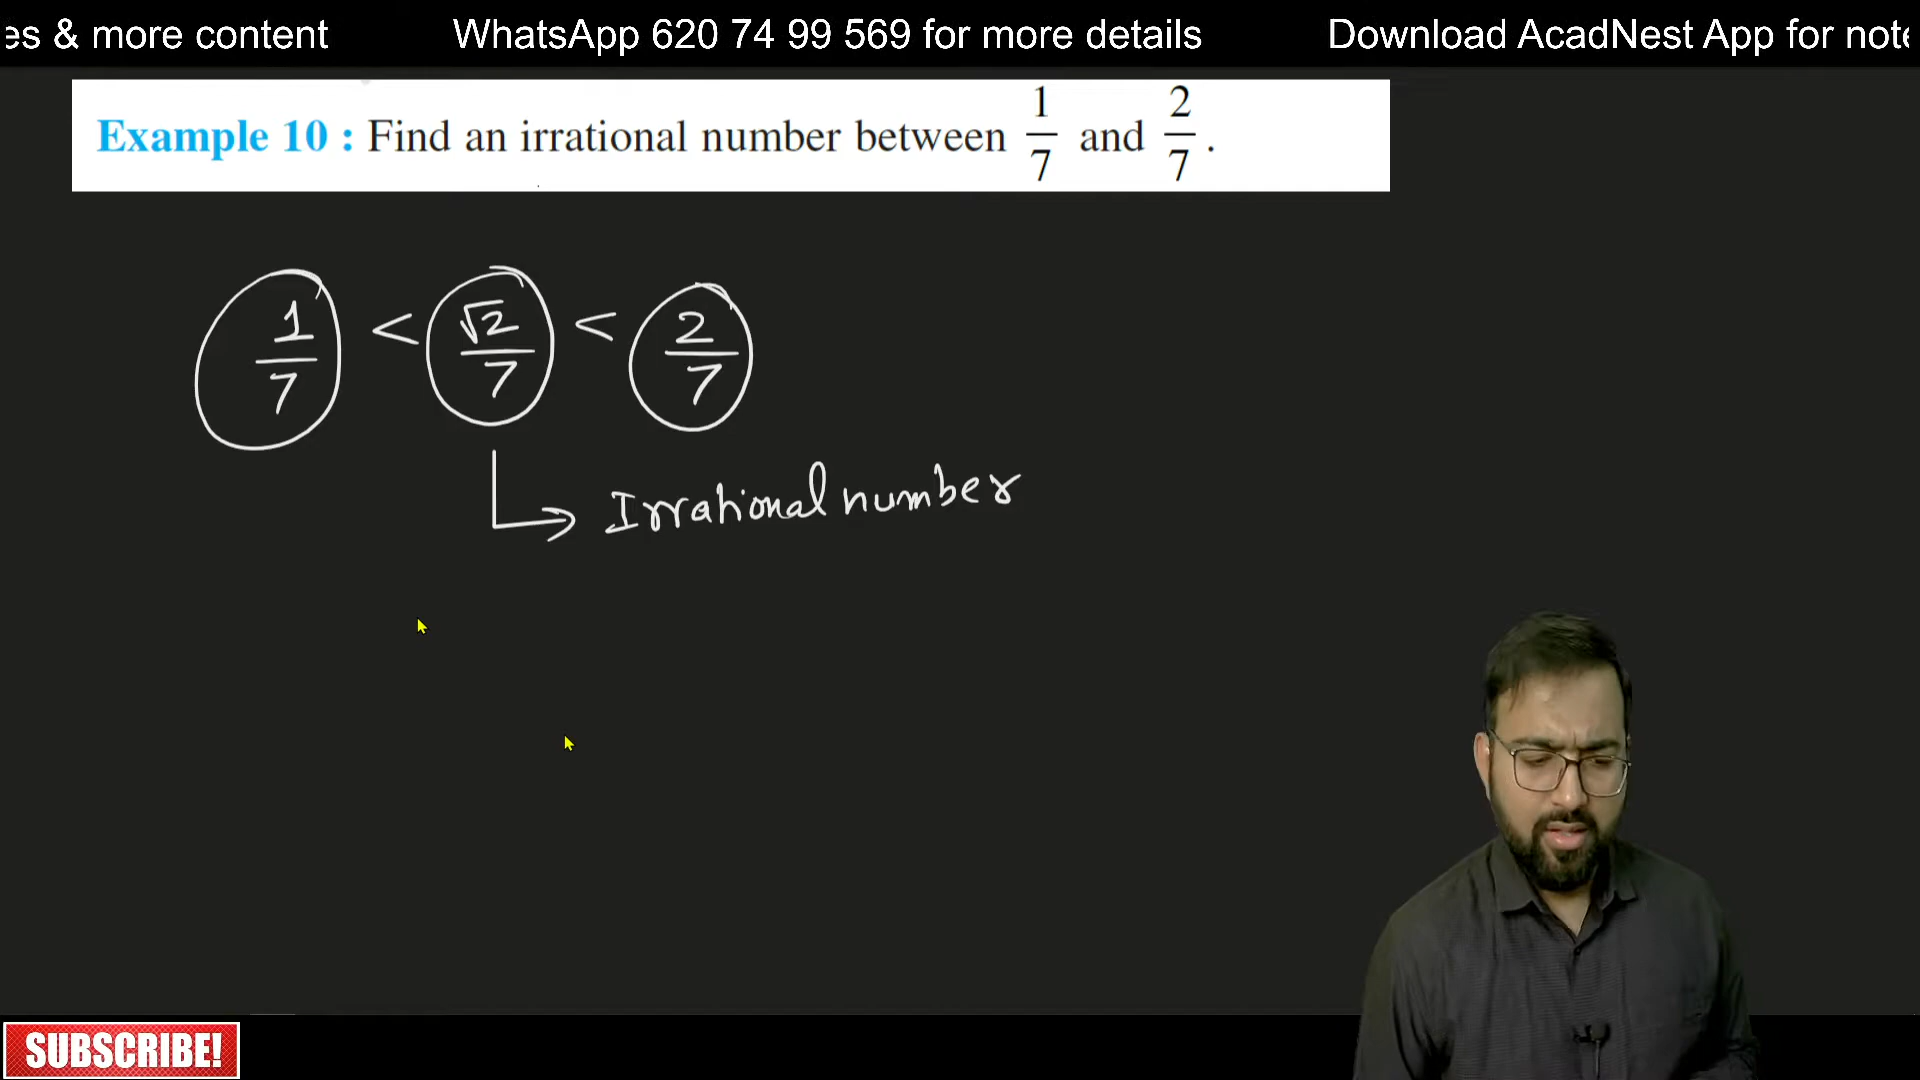 es & more content WhatsApp 620 74 99 569 for more details Download AcadNest App for note
Example 10 : Find an irrational number between 1/7 and 2/7 .
1/7 < √2/7 < 2/7
Irrational number
SUBSCRIBE!